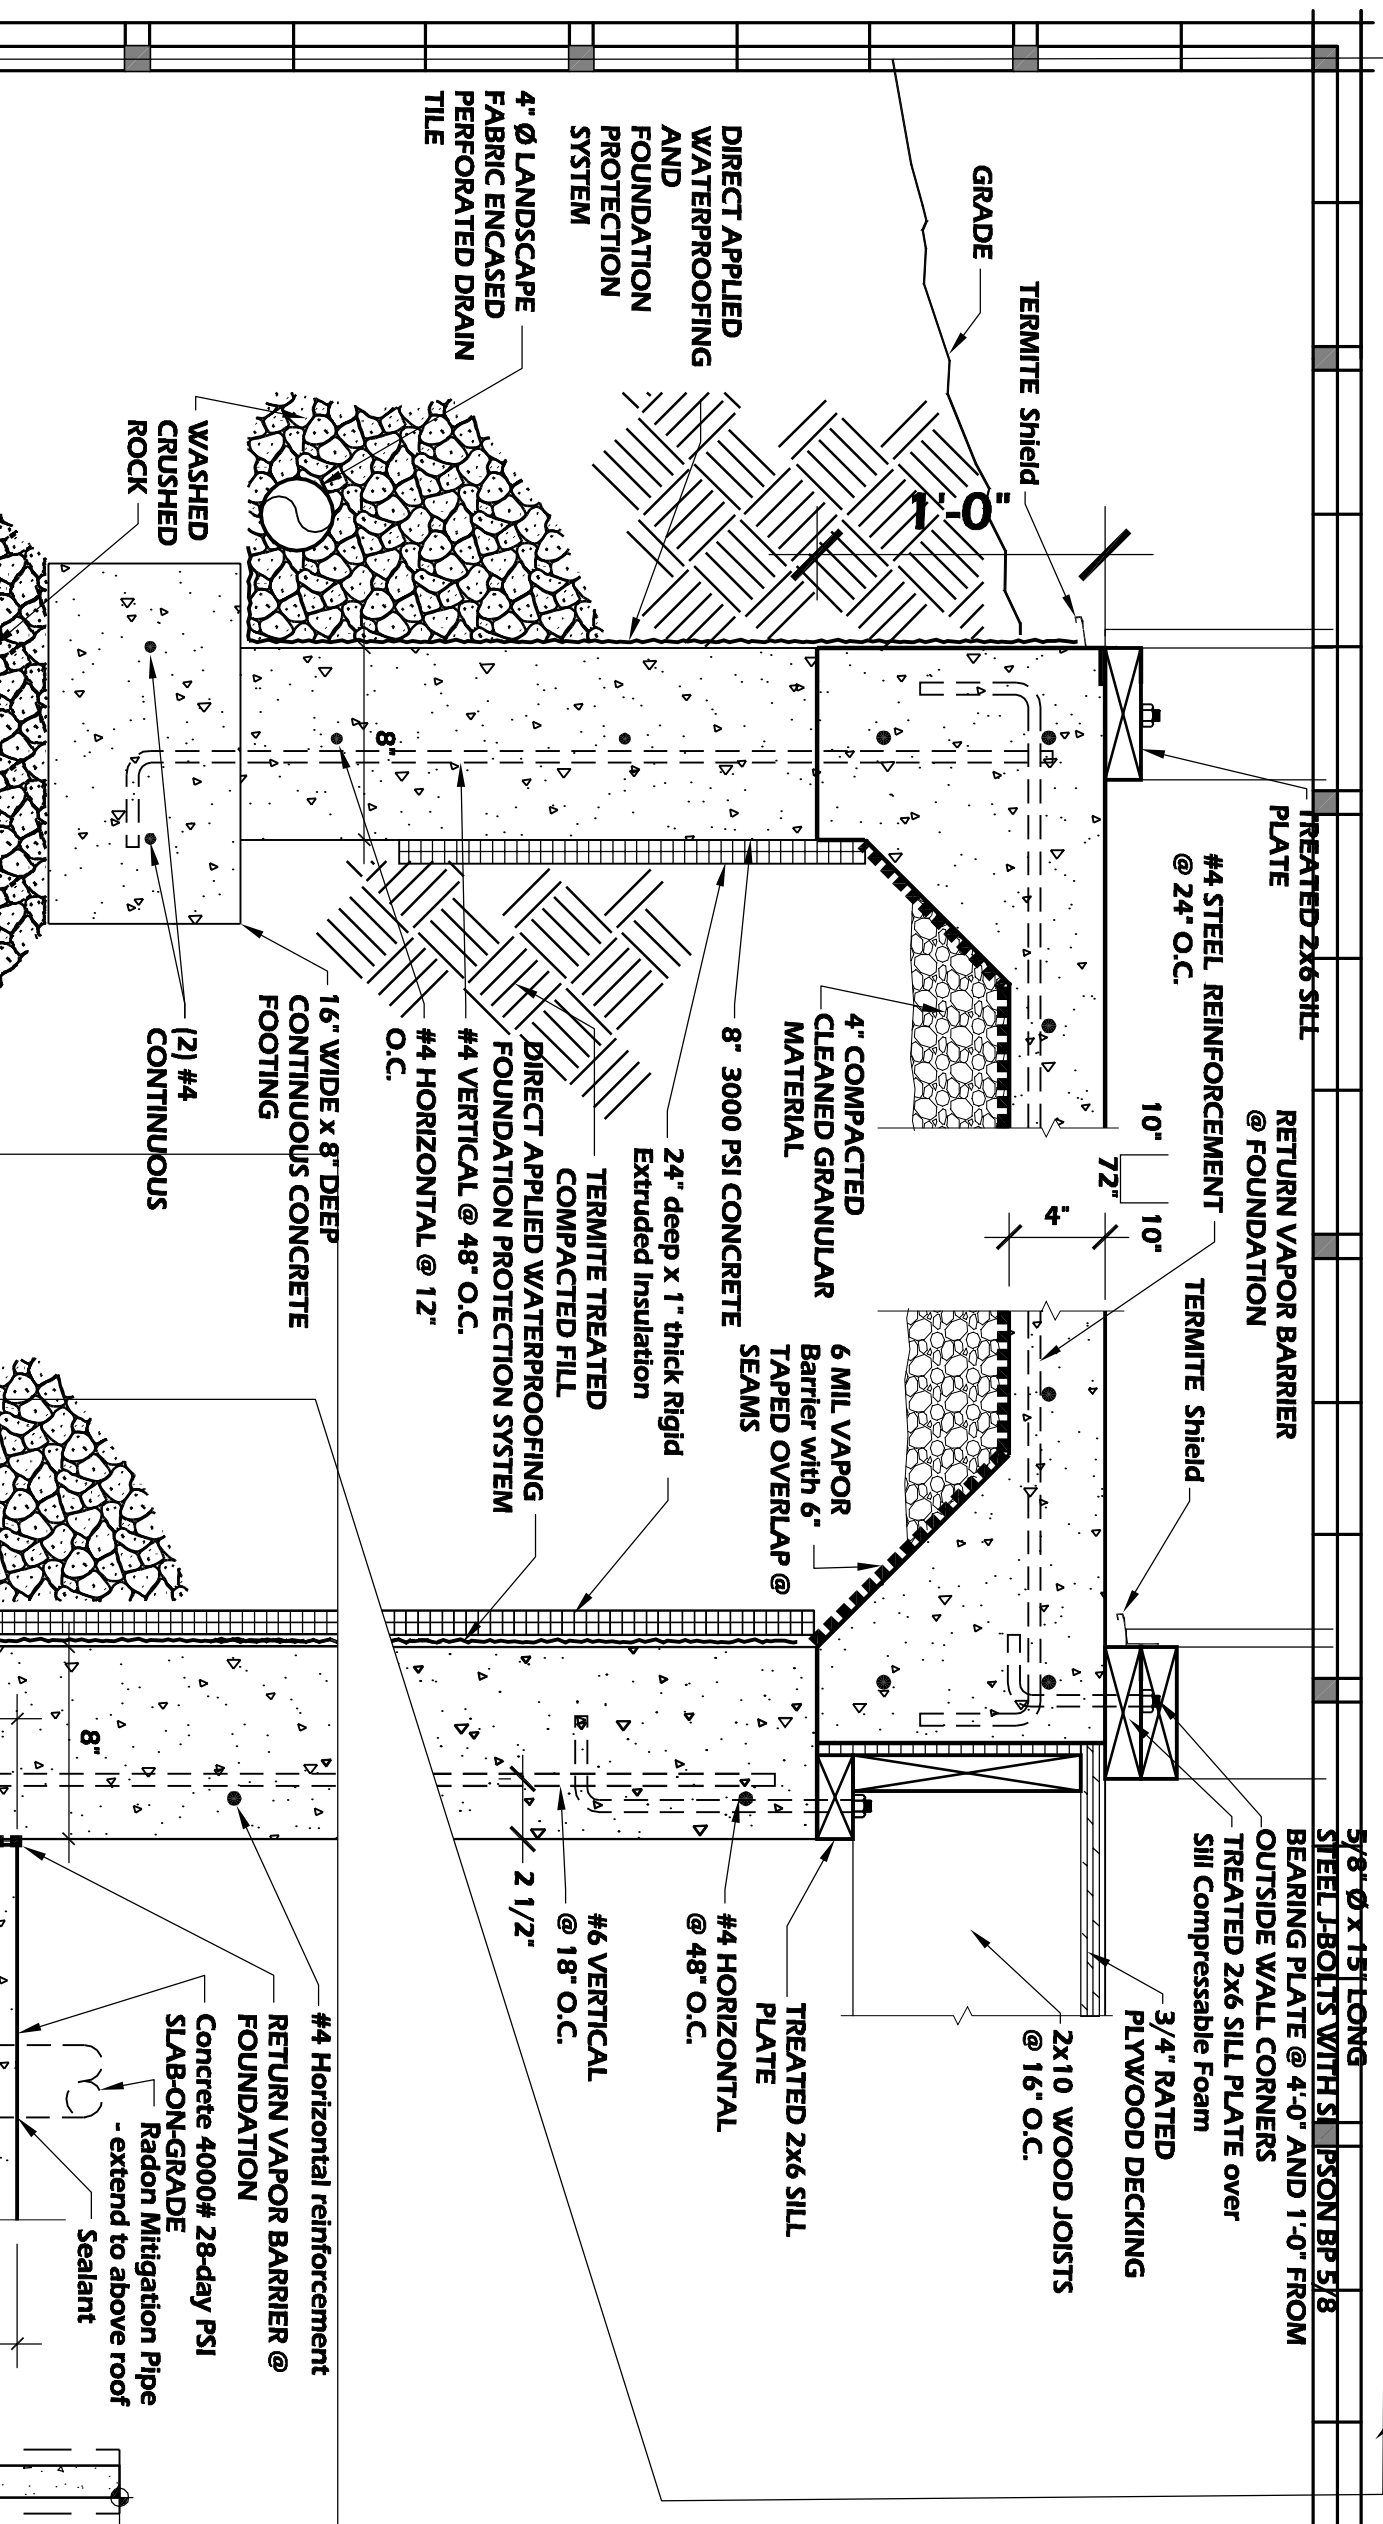 5/8" Ø x 15" LONG
STEEL J-BOLTS WITH SI PSON BP 5/8
BEARING PLATE @ 4'-0" AND 1'-0" FROM
OUTSIDE WALL CORNERS
TREATED 2x6 SILL PLATE over
Sill Compressable Foam
TREATED 2x6 SILL
PLATE
RETURN VAPOR BARRIER
@ FOUNDATION
#4 STEEL REINFORCEMENT
@ 24" O.C.
TERMITE Shield
10"
72"
10"
4"
TERMITE Shield
GRADE
1'-0"
3/4" RATED
PLYWOOD DECKING
2x10 WOOD JOISTS
@ 16" O.C.
4" COMPACTED
CLEANED GRANULAR
MATERIAL
6 MIL VAPOR
Barrier with 6"
TAPED OVERLAP @
SEAMS
TREATED 2x6 SILL
PLATE
DIRECT APPLIED
WATERPROOFING
AND
FOUNDATION
PROTECTION
SYSTEM
8" 3000 PSI CONCRETE
24" deep x 1" thick Rigid
Extruded Insulation
#4 HORIZONTAL
@ 48" O.C.
TERMITE TREATED
COMPACTED FILL
#6 VERTICAL
@ 18" O.C.
2 1/2"
DIRECT APPLIED WATERPROOFING
FOUNDATION PROTECTION SYSTEM
4" Ø LANDSCAPE
FABRIC ENCASED
PERFORATED DRAIN
TILE
#4 VERTICAL @ 48" O.C.
#4 HORIZONTAL @ 12"
O.C.
8"
16" WIDE x 8" DEEP
CONTINUOUS CONCRETE
FOOTING
WASHED
CRUSHED
ROCK
(2) #4
CONTINUOUS
8"
#4 Horizontal reinforcement
RETURN VAPOR BARRIER @
FOUNDATION
Concrete 4000# 28-day PSI
SLAB-ON-GRADE
Radon Mitigation Pipe
- extend to above roof
Sealant